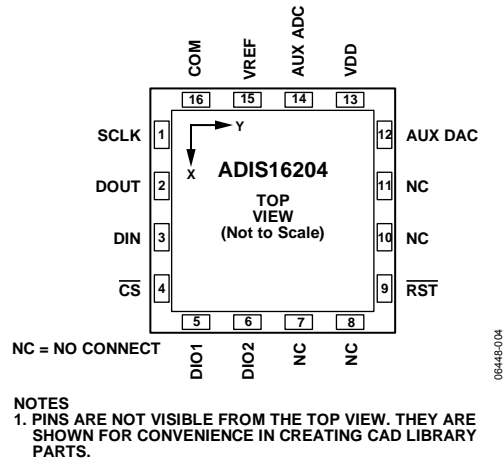 COM
VREF
AUX ADC
VDD
16
15
14
13
SCLK 1
Y
12 AUX DAC
X
ADIS16204
DOUT 2
TOP
VIEW
(Not to Scale)
11 NC
DIN 3
10 NC
CS 4
9 RST
5
6
7
8
NC = NO CONNECT
DIO1
DIO2
NC
NC
06448-004
NOTES
1. PINS ARE NOT VISIBLE FROM THE TOP VIEW. THEY ARE
SHOWN FOR CONVENIENCE IN CREATING CAD LIBRARY
PARTS.